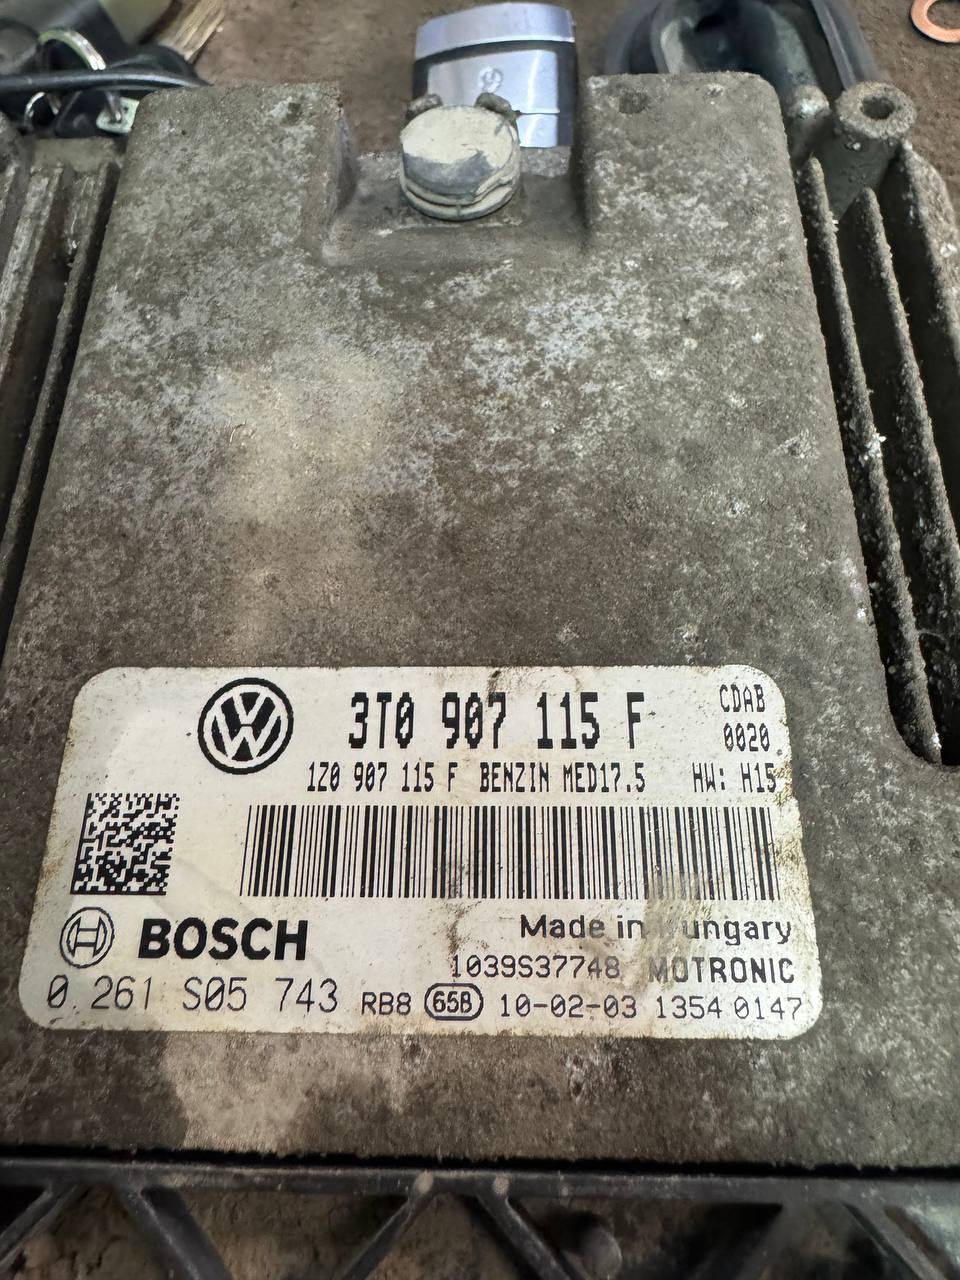 3T0 907 115 F
CDAB
0020
1Z0 907 115 F BENZIN MED17.5 HW: H15
BOSCH
Made in Hungary
1039S37748 MOTRONIC
0 261 S05 743 RB8 65B 10-02-03 1354 0147